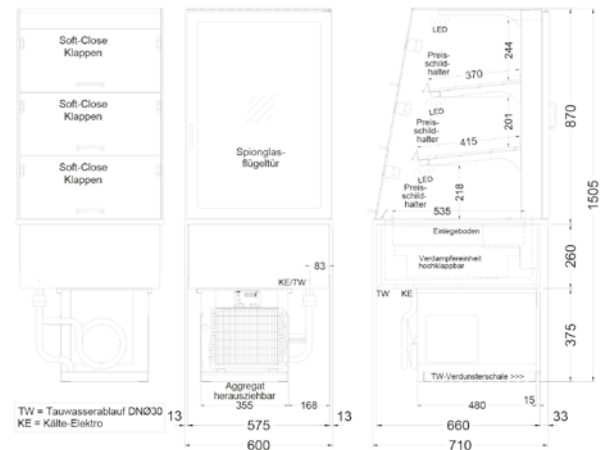 Soft-Close
Klappen
Soft-Close
Klappen
Soft-Close
Klappen
TW = Tauwasserablauf DNØ30
KE = Kälte-Elektro
Spionglas-
flügeltür
83
KE/TW
Aggregat
herausziehbar
355
168
13
575
13
600
LED
Preis-
schild-
halter
370
244
LED
Preis-
schild-
halter
415
201
LED
Preis-
schild-
halter
218
535
Einlegeboden
Verdampfereinheit
hochklappbar
TW KE
TW-Verdunsterschale >>>
480
15
660
33
710
870
260
375
1505